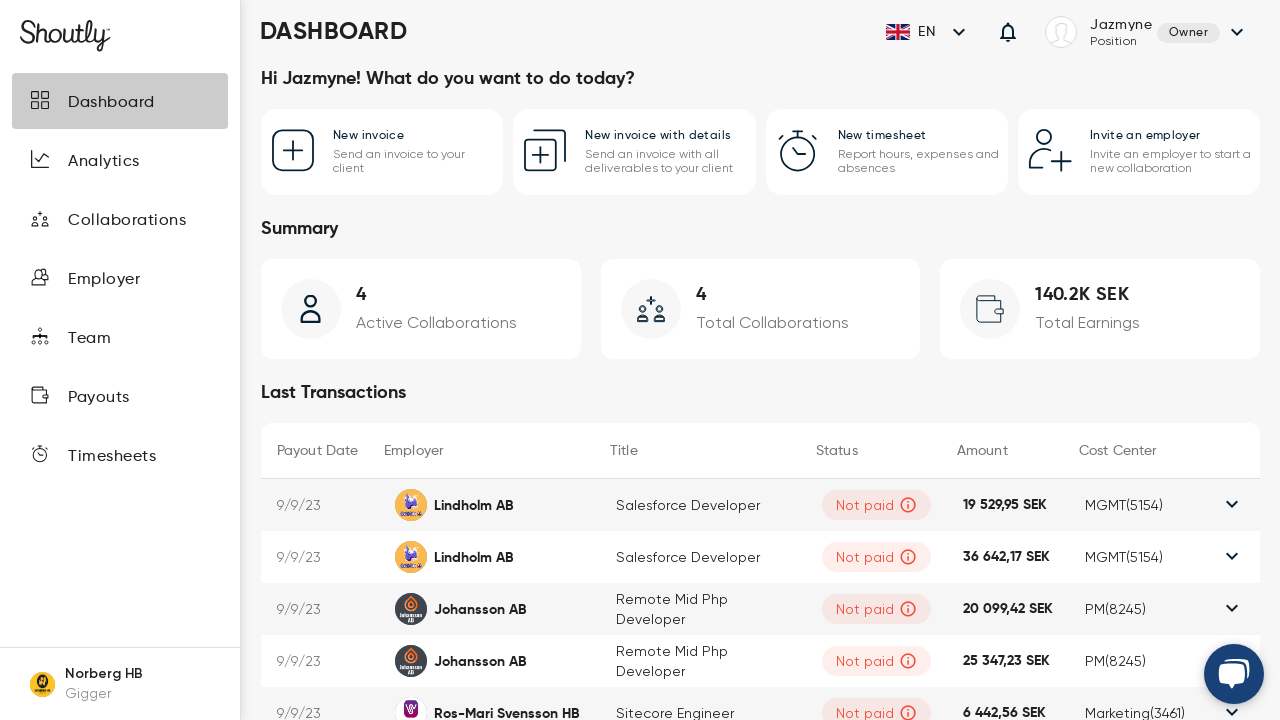 Shoutly
Dashboard
Analytics
Collaborations
Employer
Team
Payouts
Timesheets
Norberg HB
Gigger
DASHBOARD
EN
Jazmyne
Position
Owner
Hi Jazmyne! What do you want to do today?
New invoice
Send an invoice to your
client
New invoice with details
Send an invoice with all
deliverables to your client
New timesheet
Report hours, expenses and
absences
Invite an employer
Invite an employer to start a
new collaboration
Summary
4
Active Collaborations
4
Total Collaborations
140.2K SEK
Total Earnings
Last Transactions
Payout Date Employer Title Status Amount Cost Center
9/9/23 Lindholm AB Salesforce Developer Not paid 19 529,95 SEK MGMT(5154)
9/9/23 Lindholm AB Salesforce Developer Not paid 36 642,17 SEK MGMT(5154)
9/9/23 Johansson AB Remote Mid Php
Developer Not paid 20 099,42 SEK PM(8245)
9/9/23 Johansson AB Remote Mid Php
Developer Not paid 25 347,23 SEK PM(8245)
9/9/23 Ros-Mari Svensson HB Sitecore Engineer Not paid 6 442,56 SEK Marketing(3461)